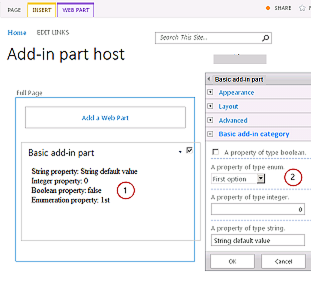 PAGE INSERT WEB PART SHARE
Home EDIT LINKS
Search This Site...
Add-in part host
Full Page
Add a Web Part
Basic add-in part
String property: String default value
Integer property: 0
Boolean property: false
Enumeration property: 1st
1
Basic add-in part
Appearance
Layout
Advanced
Basic add-in category
A property of type boolean.
A property of type enum.
First option
2
A property of type integer.
0
A property of type string.
String default value
OK Cancel